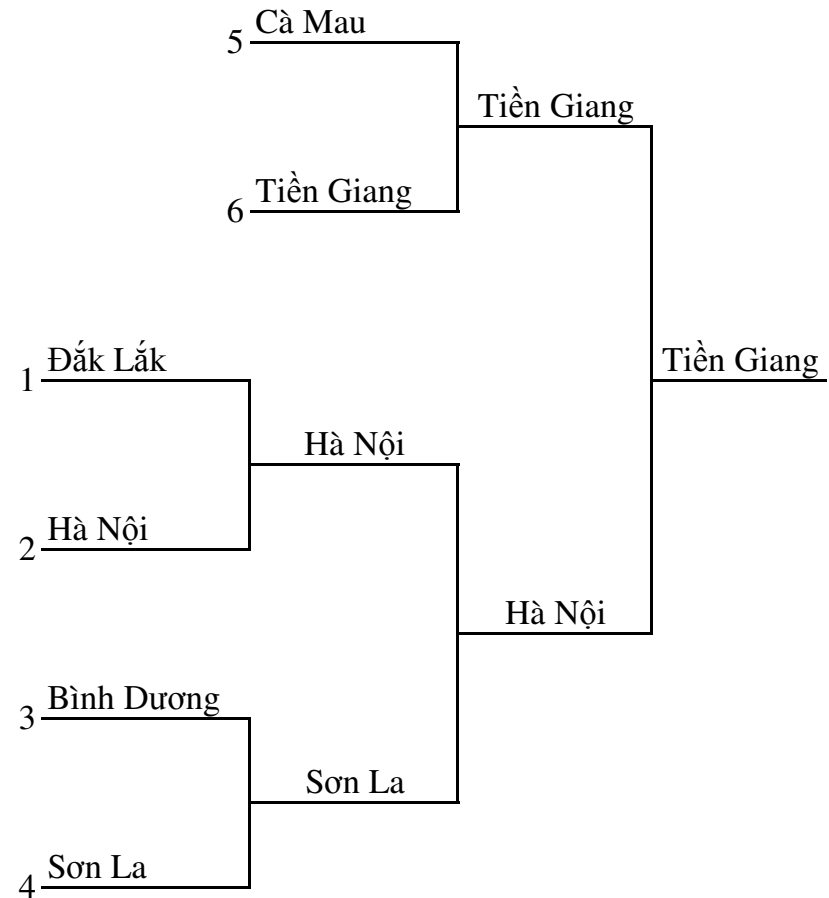 Cà Mau
5
Tiền Giang
Tiền Giang
6
Đắk Lắk
1
Tiền Giang
Hà Nội
Hà Nội
2
Hà Nội
Bình Dương
3
Sơn La
Sơn La
4